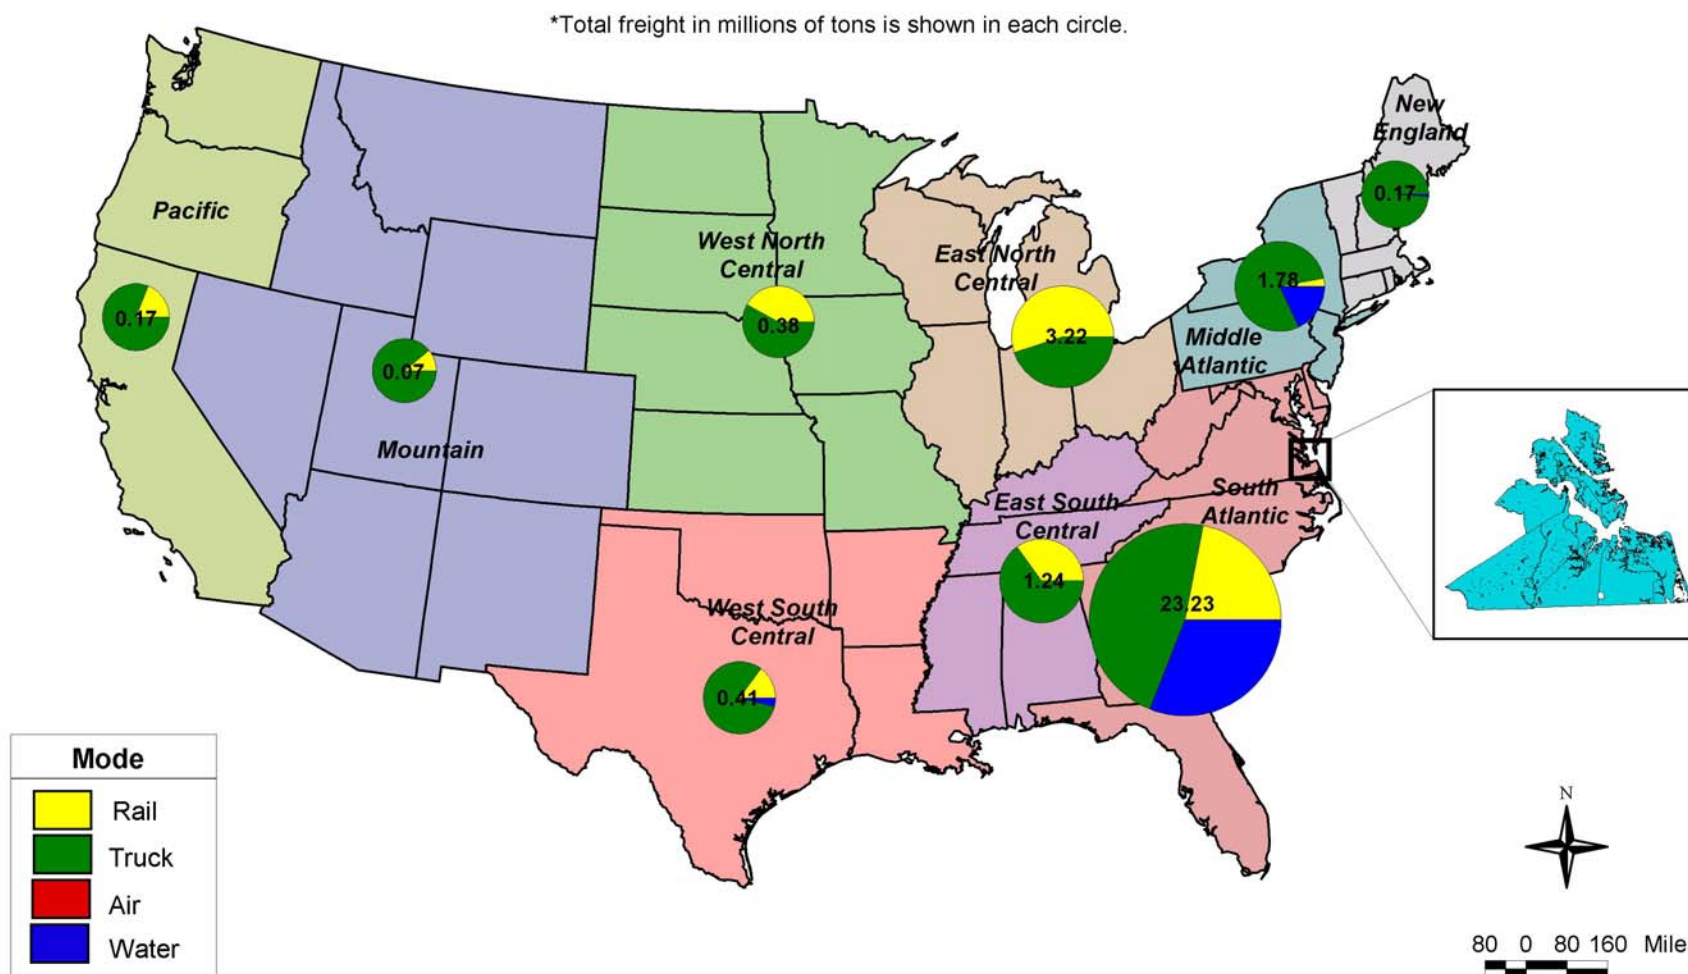 *Total freight in millions of tons is shown in each circle.
New
England
0.17
Pacific
West North
Central
East North
Central
1.78
0.17
0.38
3.22
Middle
Atlantic
0.07
Mountain
East South
Central
South
Atlantic
1.24
23.23
West South
Central
0.41
Mode
Rail
Truck
Air
Water
N
80 0 80 160 Mile